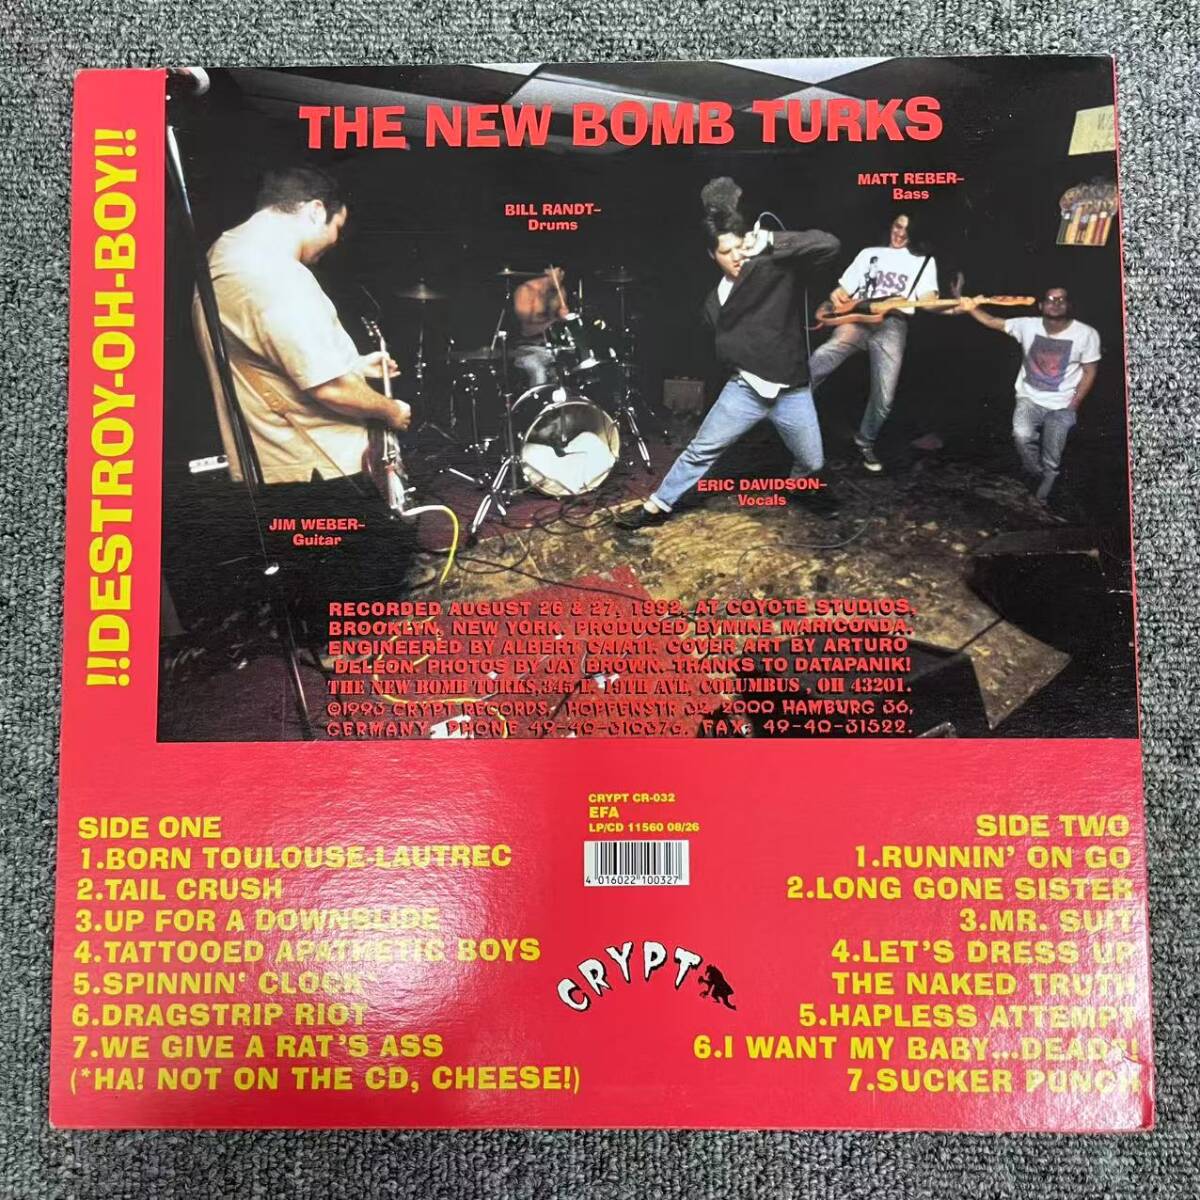 ¡¡DESTROY-OH-BOY!!
THE NEW BOMB TURKS
MATT REBER–
Bass
BILL RANDT–
Drums
ERIC DAVIDSON–
Vocals
JIM WEBER–
Guitar
RECORDED AUGUST 26 & 27, 1992, AT COYOTE STUDIOS,
BROOKLYN, NEW YORK. PRODUCED BYMIKE MARICONDA.
ENGINEERED BY ALBERT CAIATI. COVER ART BY ARTURO
DELEON. PHOTOS BY JAY BROWN. THANKS TO DATAPANIK!
THE NEW BOMB TURKS, 345 E. 19TH AVE, COLUMBUS , OH 43201.
©1993 CRYPT RECORDS, HOPFENSTR 32, 2000 HAMBURG 36,
GERMANY. PHONE 49-40-310376. FAX: 49-40-31522.
CRYPT CR-032
EFA
LP/CD 11560 08/26
4 016022 100327
CRYPT
SIDE ONE
1.BORN TOULOUSE-LAUTREC
2.TAIL CRUSH
3.UP FOR A DOWNSLIDE
4.TATTOOED APATHETIC BOYS
5.SPINNIN' CLOCK
6.DRAGSTRIP RIOT
7.WE GIVE A RAT'S ASS
(*HA! NOT ON THE CD, CHEESE!)
SIDE TWO
1.RUNNIN' ON GO
2.LONG GONE SISTER
3.MR. SUIT
4.LET'S DRESS UP
THE NAKED TRUTH
5.HAPLESS ATTEMPT
6.I WANT MY BABY...DEAD?!
7.SUCKER PUNCH